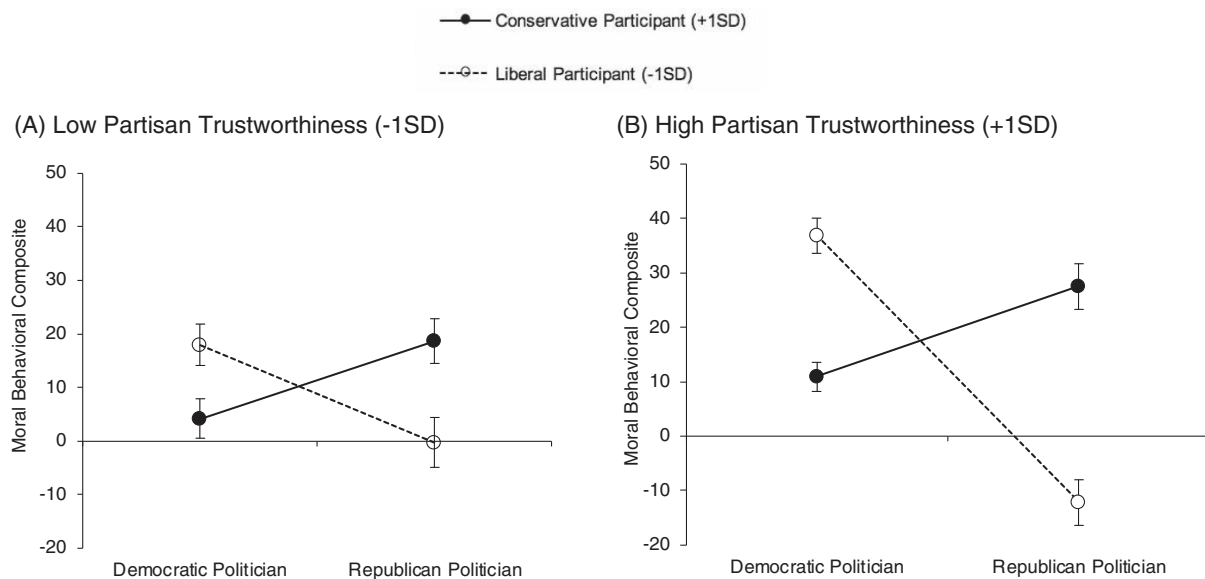 Conservative Participant (+1SD)
Liberal Participant (-1SD)
(A) Low Partisan Trustworthiness (-1SD)
50
40
30
20
10
0
-10
-20
Moral Behavioral Composite
Democratic Politician
Republican Politician
(B) High Partisan Trustworthiness (+1SD)
50
40
30
20
10
0
-10
-20
Moral Behavioral Composite
Democratic Politician
Republican Politician